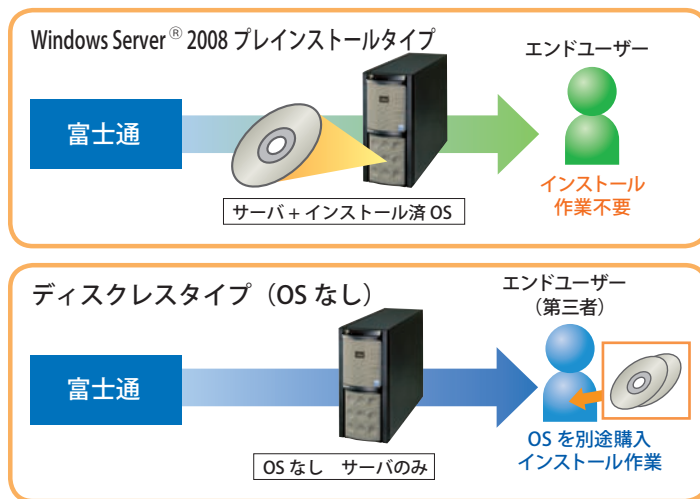 Windows Server® 2008 プレインストールタイプ
エンドユーザー
富士通
サーバ + インストール済 OS
インストール
作業不要
ディスクレスタイプ（OS なし）
エンドユーザー
（第三者）
富士通
OS なし　サーバのみ
OS を別途購入
インストール作業